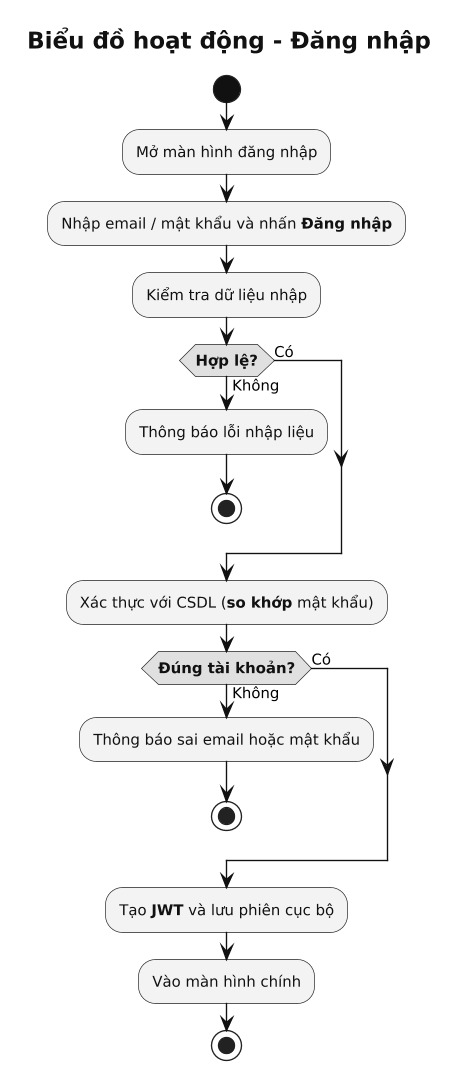 Biểu đồ hoạt động - Đăng nhập
Mở màn hình đăng nhập
Nhập email / mật khẩu và nhấn Đăng nhập
Kiểm tra dữ liệu nhập
Hợp lệ?
Có
Không
Thông báo lỗi nhập liệu
Xác thực với CSDL (so khớp mật khẩu)
Đúng tài khoản?
Có
Không
Thông báo sai email hoặc mật khẩu
Tạo JWT và lưu phiên cục bộ
Vào màn hình chính